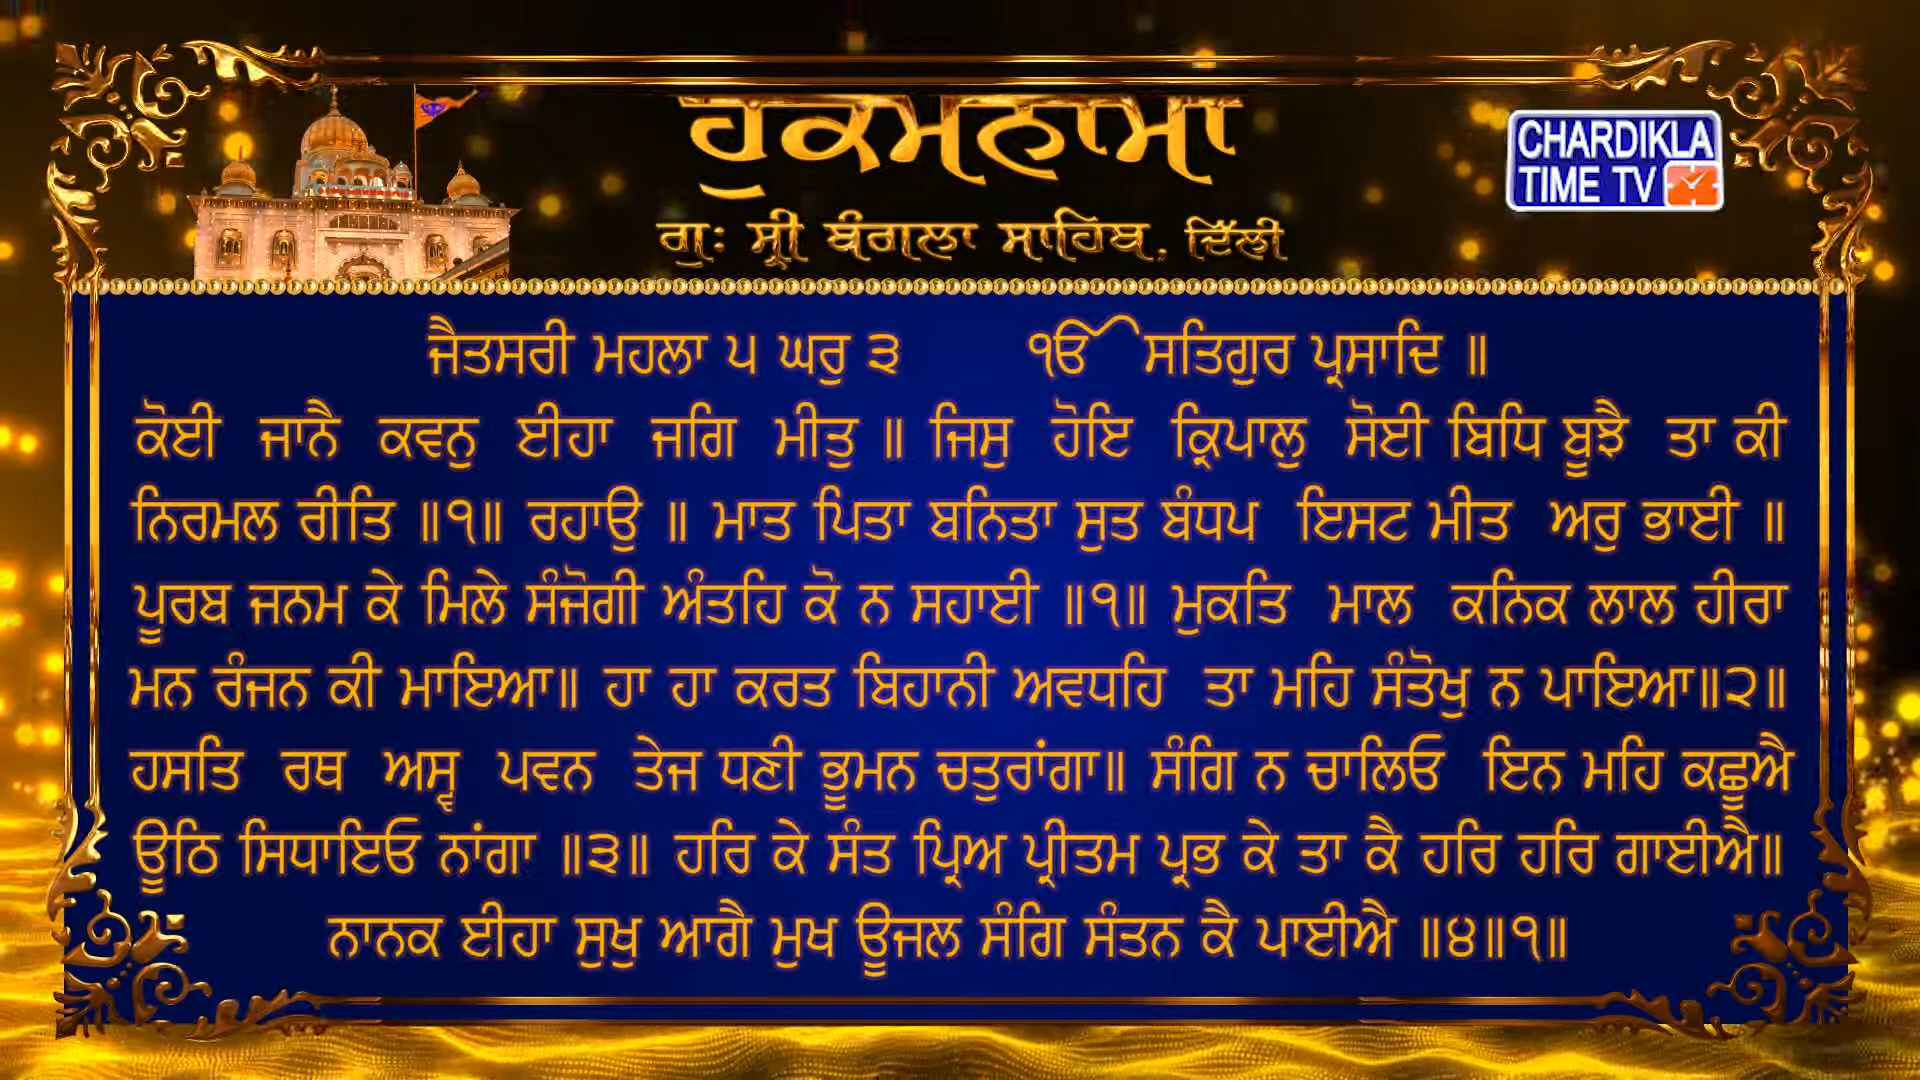 ਹੁਕਮਨਾਮਾ
ਗੁਃ ਸ੍ਰੀ ਬੰਗਲਾ ਸਾਹਿਬ, ਦਿੱਲੀ
CHARDIKLA
TIME TV
ਜੈਤਸਰੀ ਮਹਲਾ ੫ ਘਰੁ ੩ ੴ ਸਤਿਗੁਰ ਪ੍ਰਸਾਦਿ ॥
ਕੋਈ ਜਾਨੈ ਕਵਨੁ ਈਹਾ ਜਗਿ ਮੀਤੁ ॥ ਜਿਸੁ ਹੋਇ ਕ੍ਰਿਪਾਲੁ ਸੋਈ ਬਿਧਿ ਬੂਝੈ ਤਾ ਕੀ
ਨਿਰਮਲ ਰੀਤਿ ॥੧॥ ਰਹਾਉ ॥ ਮਾਤ ਪਿਤਾ ਬਨਿਤਾ ਸੁਤ ਬੰਧਪ ਇਸਟ ਮੀਤ ਅਰੁ ਭਾਈ ॥
ਪੂਰਬ ਜਨਮ ਕੇ ਮਿਲੇ ਸੰਜੋਗੀ ਅੰਤਹਿ ਕੋ ਨ ਸਹਾਈ ॥੧॥ ਮੁਕਤਿ ਮਾਲ ਕਨਿਕ ਲਾਲ ਹੀਰਾ
ਮਨ ਰੰਜਨ ਕੀ ਮਾਇਆ॥ ਹਾ ਹਾ ਕਰਤ ਬਿਹਾਨੀ ਅਵਧਹਿ ਤਾ ਮਹਿ ਸੰਤੋਖੁ ਨ ਪਾਇਆ॥੨॥
ਹਸਤਿ ਰਥ ਅਸ੍ਵ ਪਵਨ ਤੇਜ ਧਣੀ ਭੂਮਨ ਚਤੁਰਾਂਗਾ॥ ਸੰਗਿ ਨ ਚਾਲਿਓ ਇਨ ਮਹਿ ਕਛੂਐ
ਊਠਿ ਸਿਧਾਇਓ ਨਾਂਗਾ ॥੩॥ ਹਰਿ ਕੇ ਸੰਤ ਪ੍ਰਿਅ ਪ੍ਰੀਤਮ ਪ੍ਰਭ ਕੇ ਤਾ ਕੈ ਹਰਿ ਹਰਿ ਗਾਈਐ॥
ਨਾਨਕ ਈਹਾ ਸੁਖੁ ਆਗੈ ਮੁਖ ਊਜਲ ਸੰਗਿ ਸੰਤਨ ਕੈ ਪਾਈਐ ॥੪॥੧॥